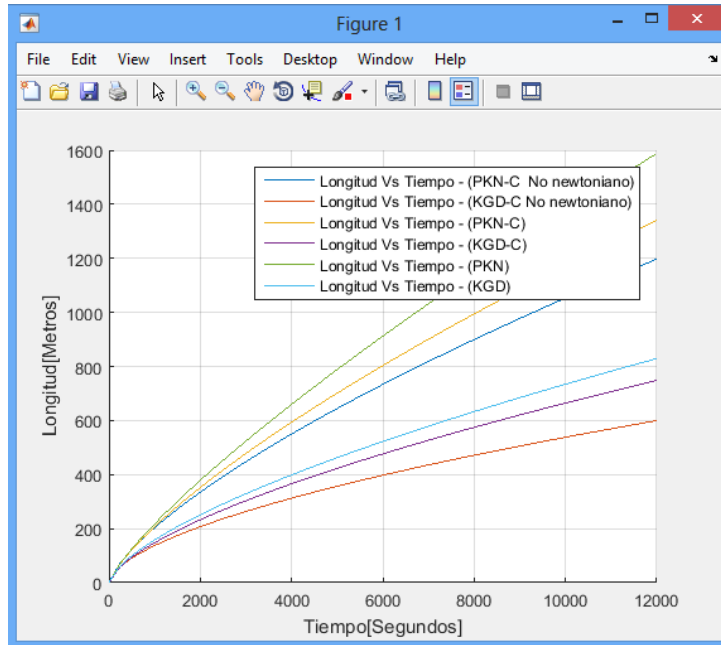 Figure 1
File Edit View Insert Tools Desktop Window Help
1600
1400
1200
1000
800
600
400
200
0
Longitud[Metros]
Longitud Vs Tiempo - (PKN-C  No newtoniano)
Longitud Vs Tiempo - (KGD-C No newtoniano)
Longitud Vs Tiempo - (PKN-C)
Longitud Vs Tiempo - (KGD-C)
Longitud Vs Tiempo - (PKN)
Longitud Vs Tiempo - (KGD)
0 2000 4000 6000 8000 10000 12000
Tiempo[Segundos]